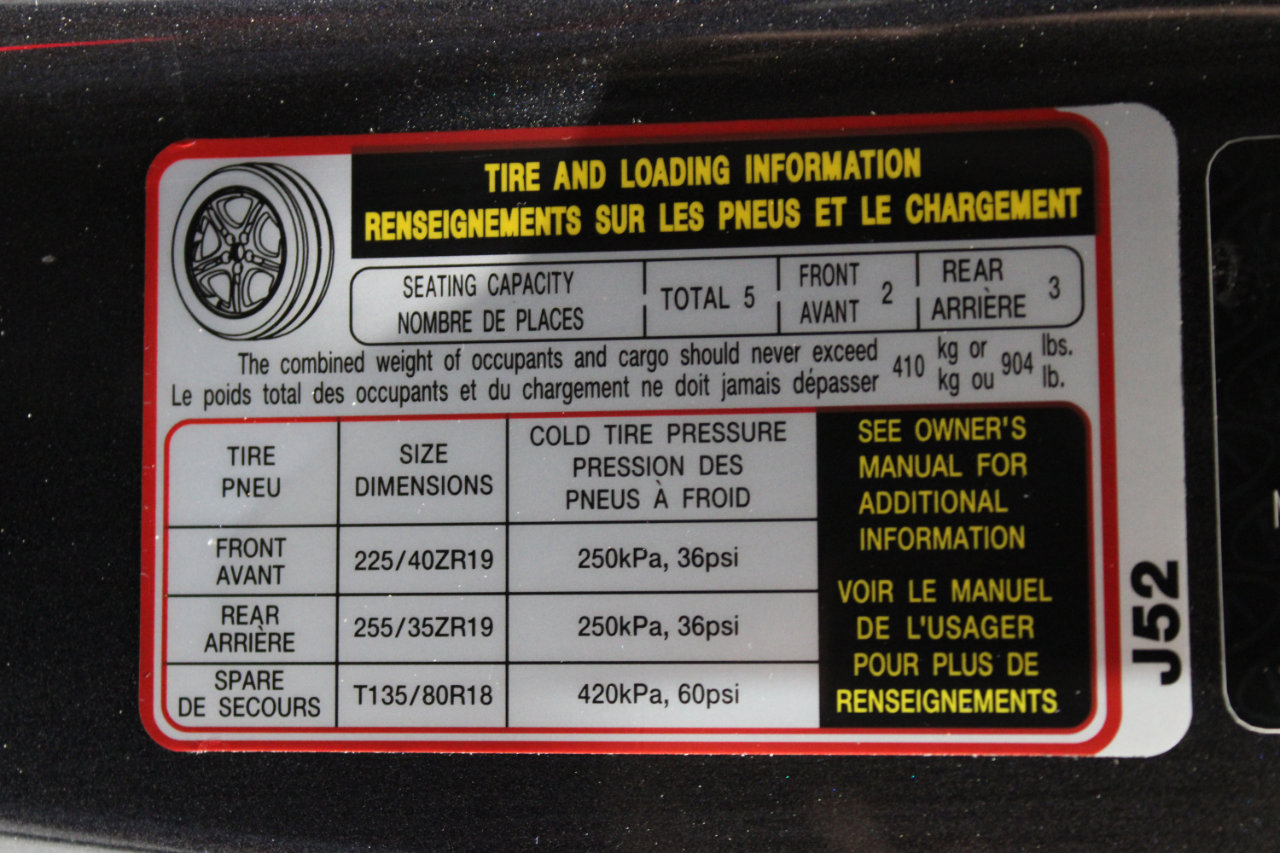 TIRE AND LOADING INFORMATION
RENSEIGNEMENTS SUR LES PNEUS ET LE CHARGEMENT
SEATING CAPACITY
NOMBRE DE PLACES
TOTAL 5
FRONT
AVANT
2
REAR
ARRIÈRE
3
The combined weight of occupants and cargo should never exceed
Le poids total des occupants et du chargement ne doit jamais dépasser
410
kg or
kg ou
904
lbs.
lb.
TIRE
PNEU
SIZE
DIMENSIONS
COLD TIRE PRESSURE
PRESSION DES
PNEUS À FROID
FRONT
AVANT
225/40ZR19
250kPa, 36psi
REAR
ARRIÈRE
255/35ZR19
250kPa, 36psi
SPARE
DE SECOURS
T135/80R18
420kPa, 60psi
SEE OWNER'S
MANUAL FOR
ADDITIONAL
INFORMATION
VOIR LE MANUEL
DE L'USAGER
POUR PLUS DE
RENSEIGNEMENTS
J52